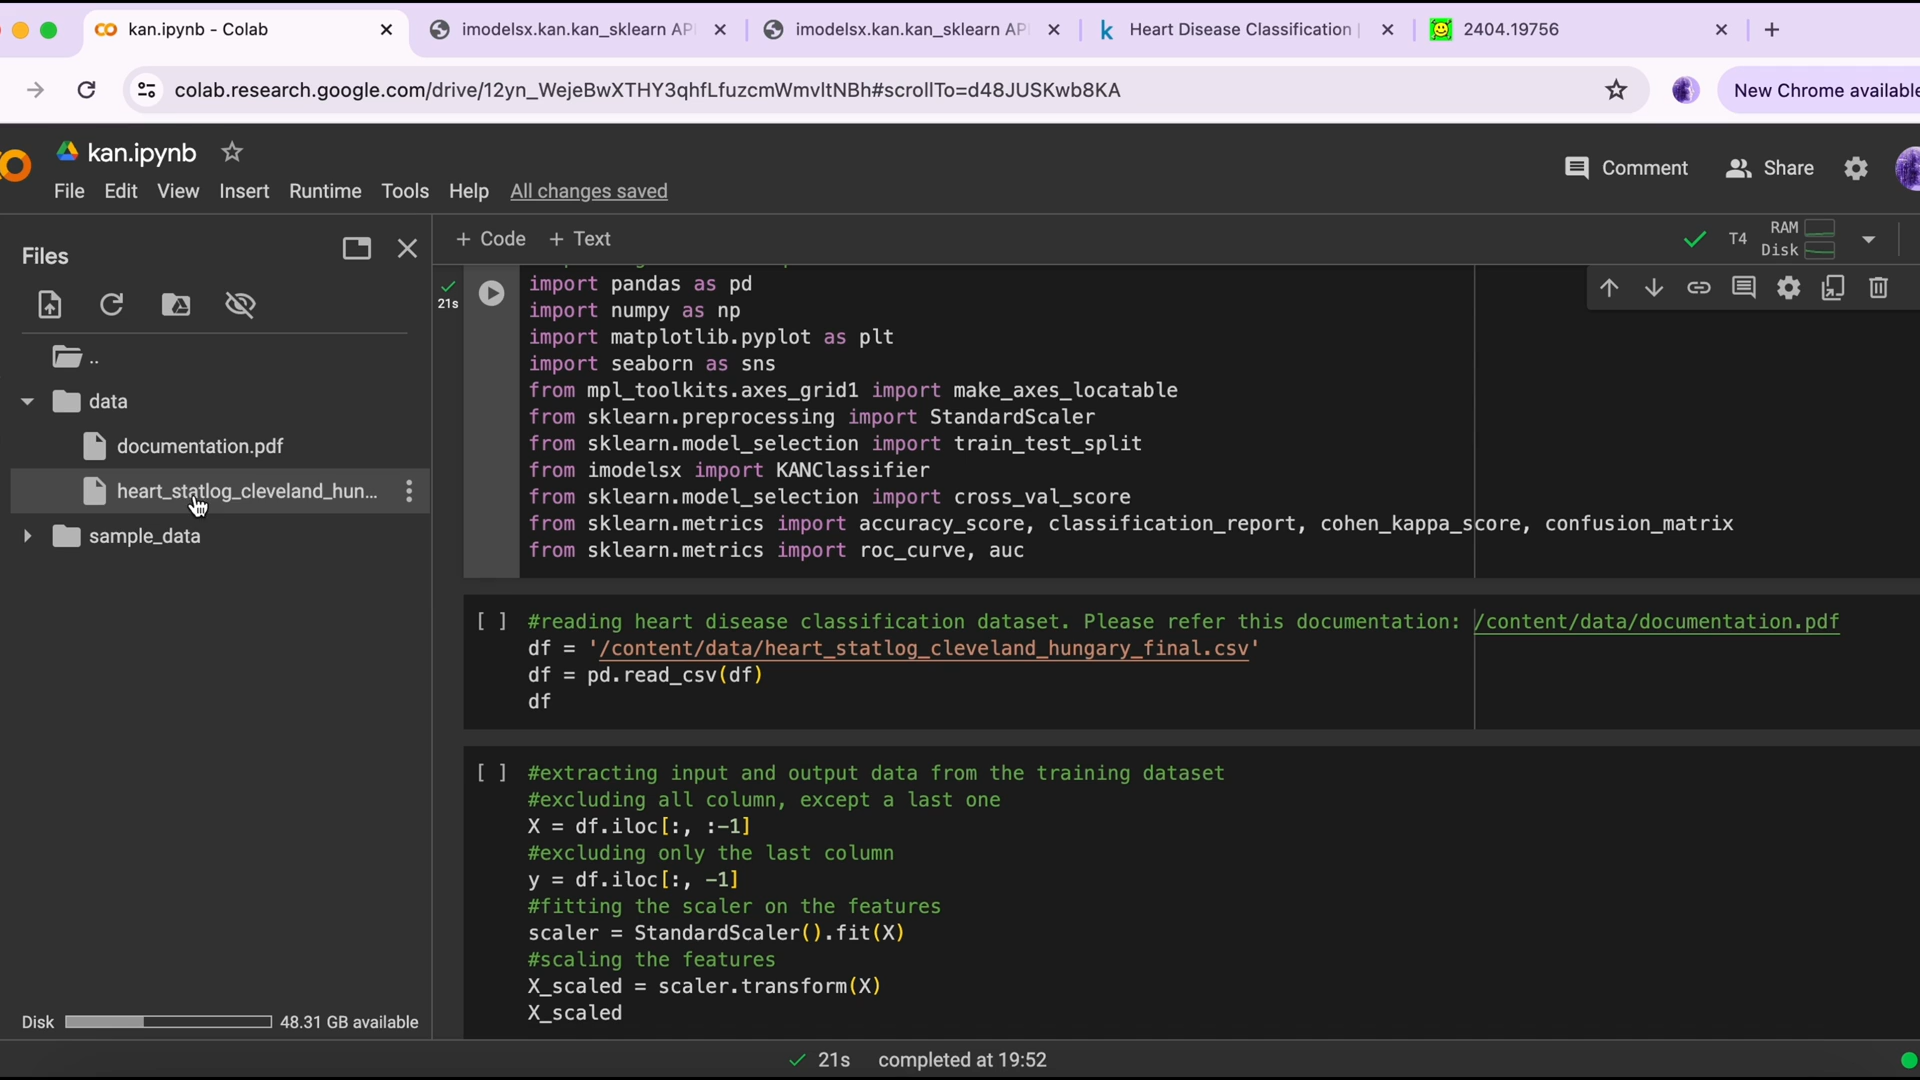 kan.ipynb - Colab
imodelsx.kan.kan_sklearn AP
imodelsx.kan.kan_sklearn AP
Heart Disease Classification
2404.19756
colab.research.google.com/drive/12yn_WejeBwXTHY3qhfLfuzcmWmvltNBh#scrollTo=d48JUSKwb8KA
New Chrome available
kan.ipynb
Comment
Share
File Edit View Insert Runtime Tools Help All changes saved
Files
+ Code + Text
T4
RAM
Disk
..
data
documentation.pdf
heart_statlog_cleveland_hun...
sample_data
Disk 48.31 GB available
21s
import pandas as pd
import numpy as np
import matplotlib.pyplot as plt
import seaborn as sns
from mpl_toolkits.axes_grid1 import make_axes_locatable
from sklearn.preprocessing import StandardScaler
from sklearn.model_selection import train_test_split
from imodelsx import KANClassifier
from sklearn.model_selection import cross_val_score
from sklearn.metrics import accuracy_score, classification_report, cohen_kappa_score, confusion_matrix
from sklearn.metrics import roc_curve, auc
[ ] #reading heart disease classification dataset. Please refer this documentation: /content/data/documentation.pdf
df = '/content/data/heart_statlog_cleveland_hungary_final.csv'
df = pd.read_csv(df)
df
[ ] #extracting input and output data from the training dataset
#excluding all column, except a last one
X = df.iloc[:, :-1]
#excluding only the last column
y = df.iloc[:, -1]
#fitting the scaler on the features
scaler = StandardScaler().fit(X)
#scaling the features
X_scaled = scaler.transform(X)
X_scaled
21s completed at 19:52